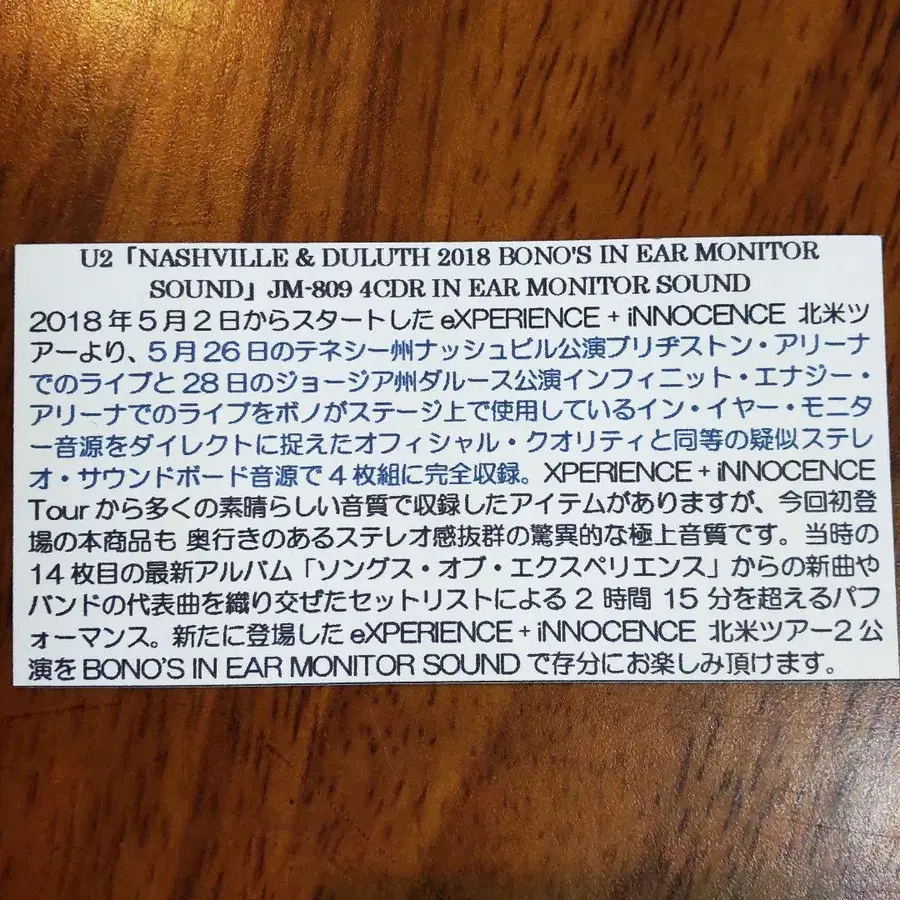 U2「NASHVILLE & DULUTH 2018 BONO'S IN EAR MONITOR
SOUND」JM-809 4CDR IN EAR MONITOR SOUND
2018年5月2日からスタートしたeXPERIENCE + iNNOCENCE 北米ツ
アーより、5月26日のテネシー州ナッシュビル公演ブリヂストン・アリーナ
でのライブと28日のジョージア州ダルース公演インフィニット・エナジー・
アリーナでのライブをボノがステージ上で使用しているイン・イヤー・モニタ
ー音源をダイレクトに捉えたオフィシャル・クオリティと同等の疑似ステレ
オ・サウンドボード音源で4枚組に完全収録。XPERIENCE + iNNOCENCE
Tourから多くの素晴らしい音質で収録したアイテムがありますが、今回初登
場の本商品も 奥行きのあるステレオ感抜群の驚異的な極上音質です。当時の
14枚目の最新アルバム「ソングス・オブ・エクスペリエンス」からの新曲や
バンドの代表曲を織り交ぜたセットリストによる2時間15分を超えるパフ
ォーマンス。新たに登場したeXPERIENCE + iNNOCENCE 北米ツアー2公
演をBONO'S IN EAR MONITOR SOUNDで存分にお楽しみ頂けます。